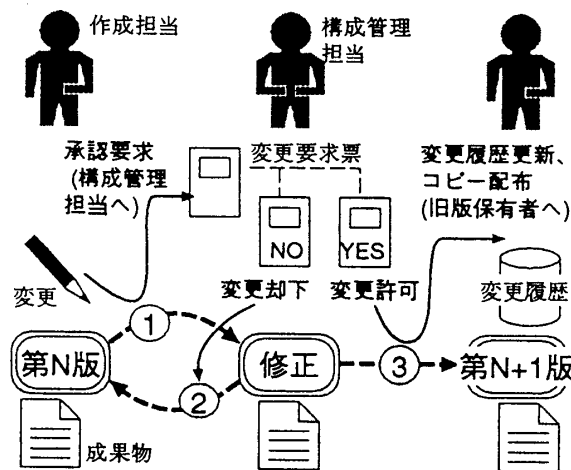 作成担当
構成管理
担当
承認要求
(構成管理
担当へ)
変更要求票
変更履歴更新、
コピー配布
(旧版保有者へ)
NO
YES
変更
変更却下
変更許可
変更履歴
①
第N版
修正
③
第N+1版
②
成果物